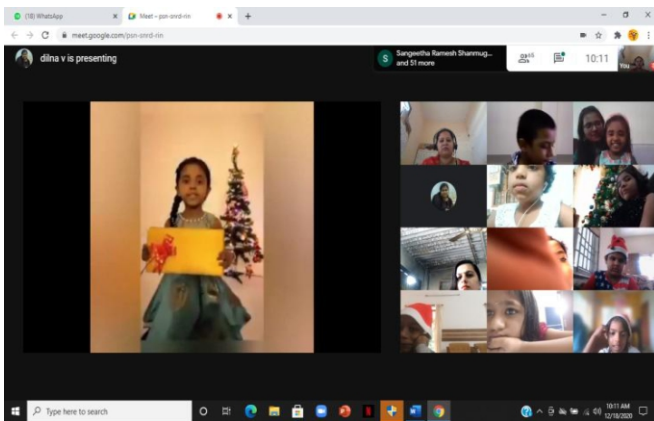 (18) WhatsApp
Meet – psn-snrd-rin
meet.google.com/psn-snrd-rin
dilna v is presenting
S
Sangeetha Ramesh Shanmug...
and 51 more
10:11
You
Type here to search
10:11 AM
12/18/2020